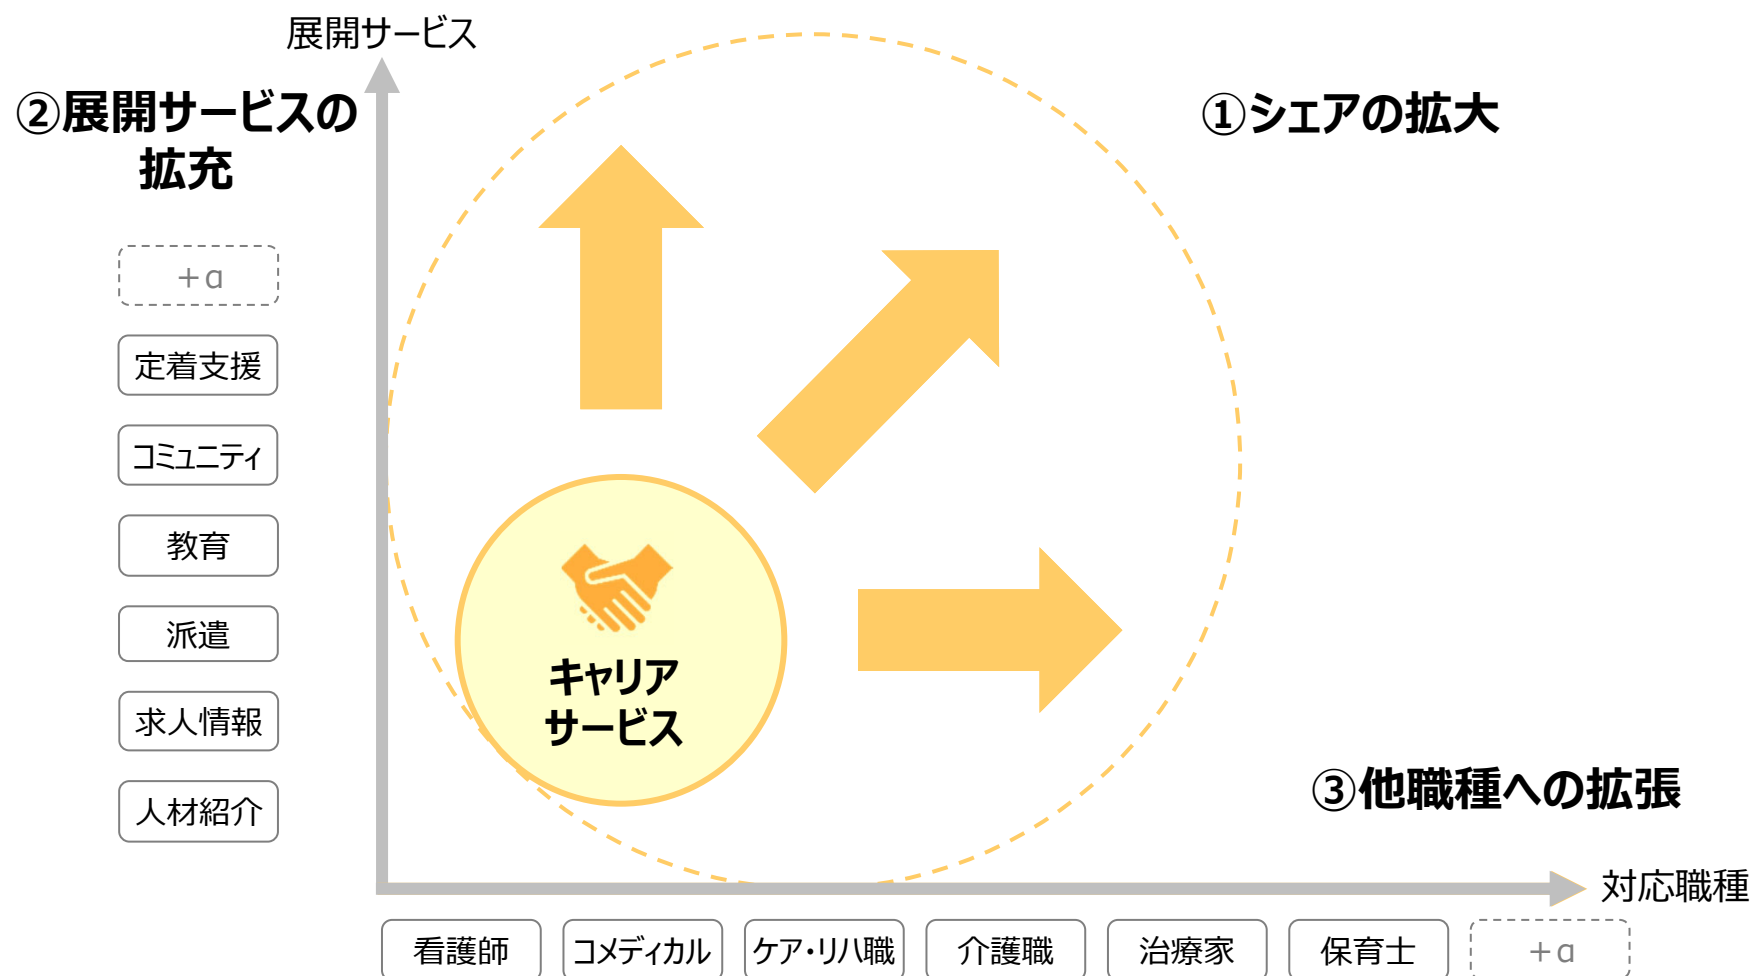 展開サービス
②展開サービスの
拡充
①シェアの拡大
+α
定着支援
コミュニティ
教育
派遣
求人情報
人材紹介
キャリア
サービス
③他職種への拡張
対応職種
看護師
コメディカル
ケア・リハ職
介護職
治療家
保育士
+α